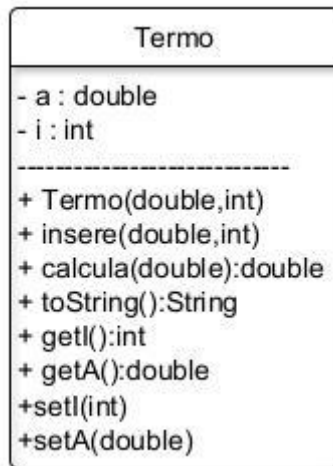 Termo
- a : double
- i : int
------------------------------
+ Termo(double,int)
+ insere(double,int)
+ calcula(double):double
+ toString():String
+ getI():int
+ getA():double
+setI(int)
+setA(double)